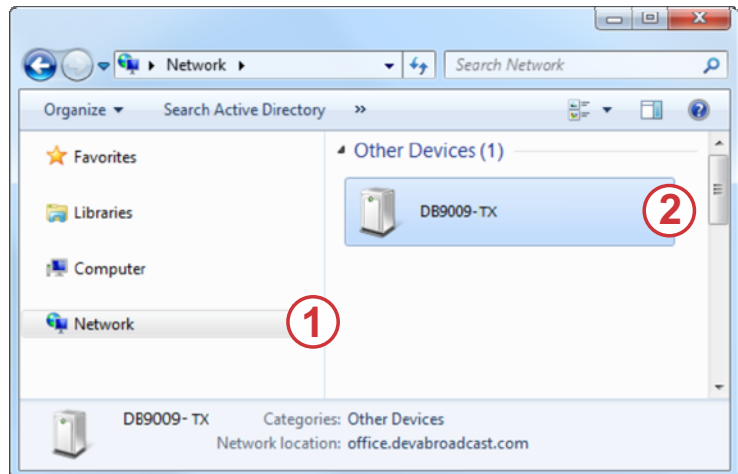 Network
Search Network
Organize
Search Active Directory
»
Favorites
Libraries
Computer
Network
1
Other Devices (1)
DB9009-TX
2
DB9009-TX
Categories: Other Devices
Network location: office.devabroadcast.com